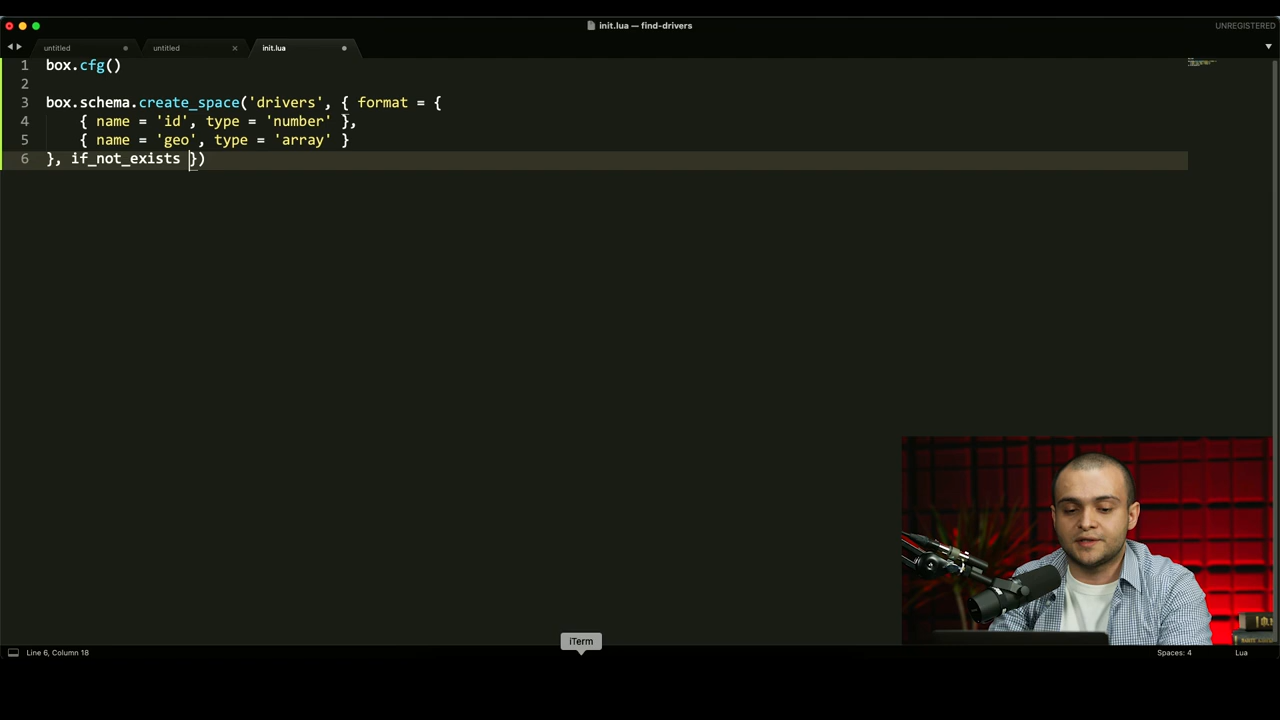 init.lua — find-drivers
UNREGISTERED
untitled
untitled
init.lua
1 box.cfg()
2
3 box.schema.create_space('drivers', { format = {
4 { name = 'id', type = 'number' },
5 { name = 'geo', type = 'array' }
6 }, if_not_exists })
iTerm
Line 6, Column 18
Spaces: 4
Lua